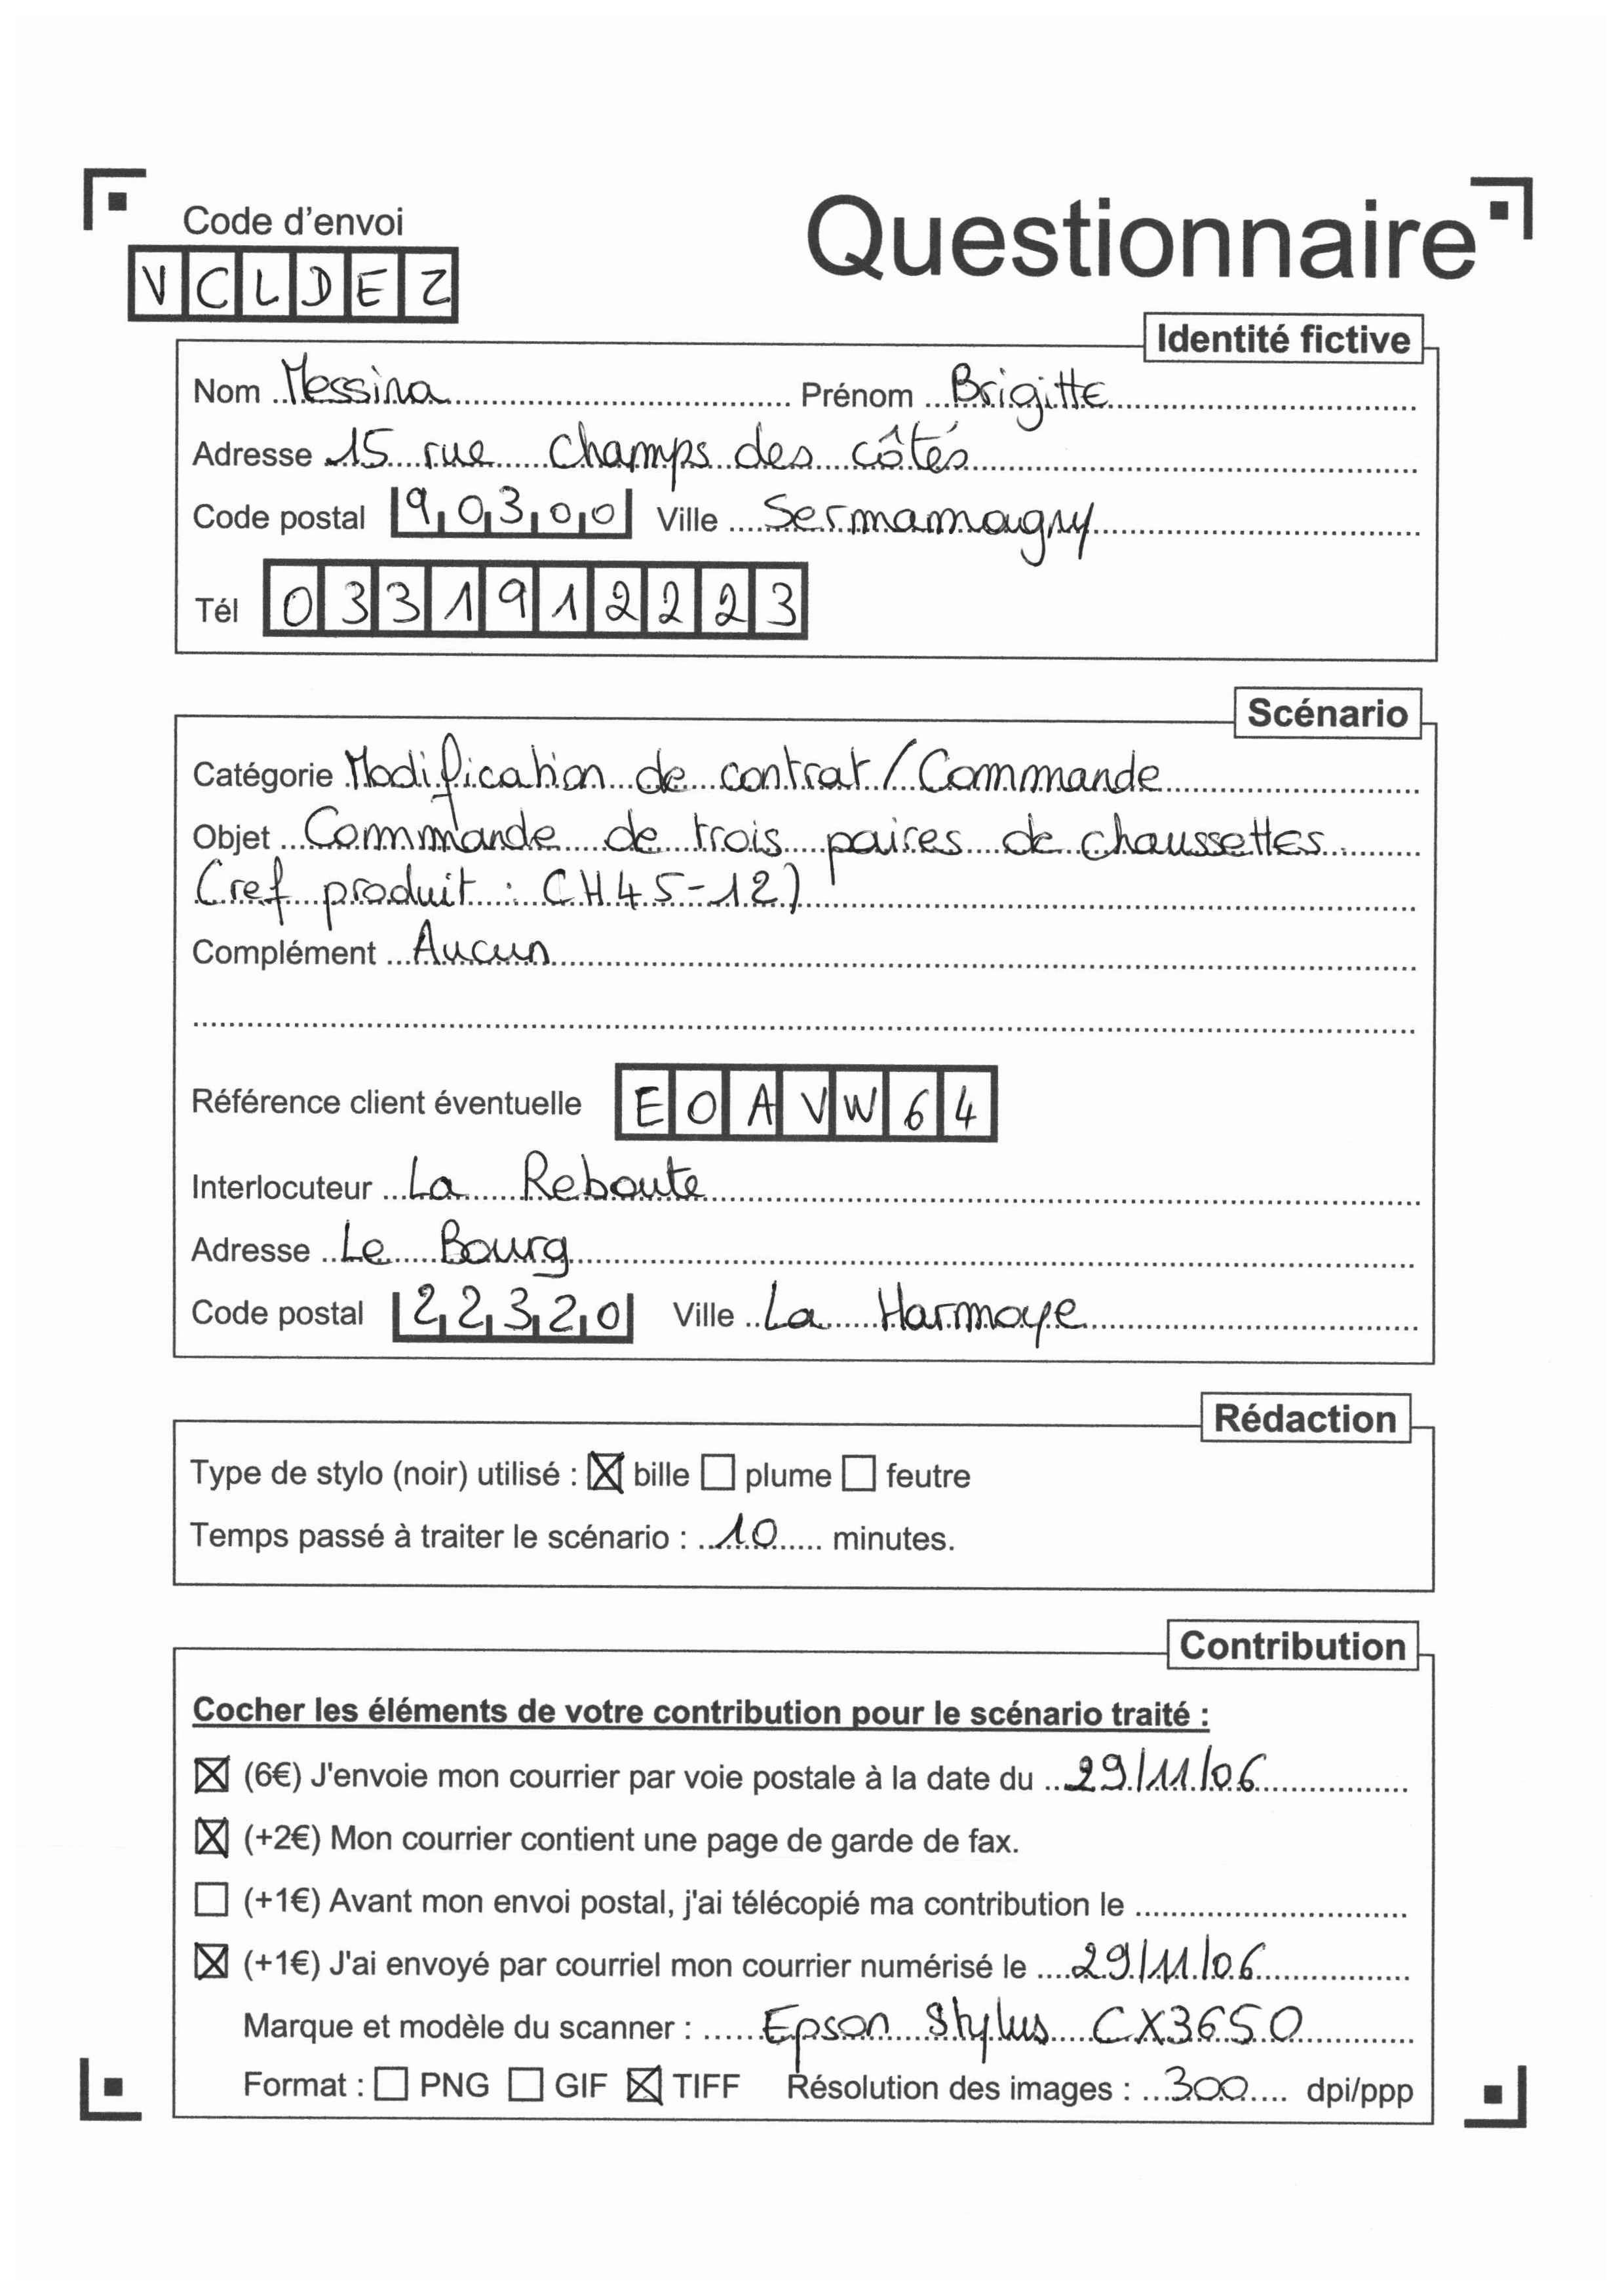 Code d'envoi
VCLDEZ
Questionnaire
Identité fictive
Nom Messina Prénom Brigitte
Adresse 15 rue champs des côtés
Code postal 90300 Ville Sermamagny
Tél 0331912223
Scénario
Catégorie Modification de contrat / Commande
Objet Commande de trois paires de chaussettes
(ref produit : CH45-12)
Complément Aucun
Référence client éventuelle EOAVW64
Interlocuteur La Reboute
Adresse Le Bourg
Code postal 22320 Ville La Harmoye
Rédaction
Type de stylo (noir) utilisé : ☒ bille ☐ plume ☐ feutre
Temps passé à traiter le scénario : 10 minutes.
Contribution
Cocher les éléments de votre contribution pour le scénario traité :
☒ (6€) J'envoie mon courrier par voie postale à la date du 29/11/06
☒ (+2€) Mon courrier contient une page de garde de fax.
☐ (+1€) Avant mon envoi postal, j'ai télécopié ma contribution le
☒ (+1€) J'ai envoyé par courriel mon courrier numérisé le 29/11/06
Marque et modèle du scanner : Epson Stylus CX3650
Format : ☐ PNG ☐ GIF ☒ TIFF Résolution des images : 300 dpi/ppp